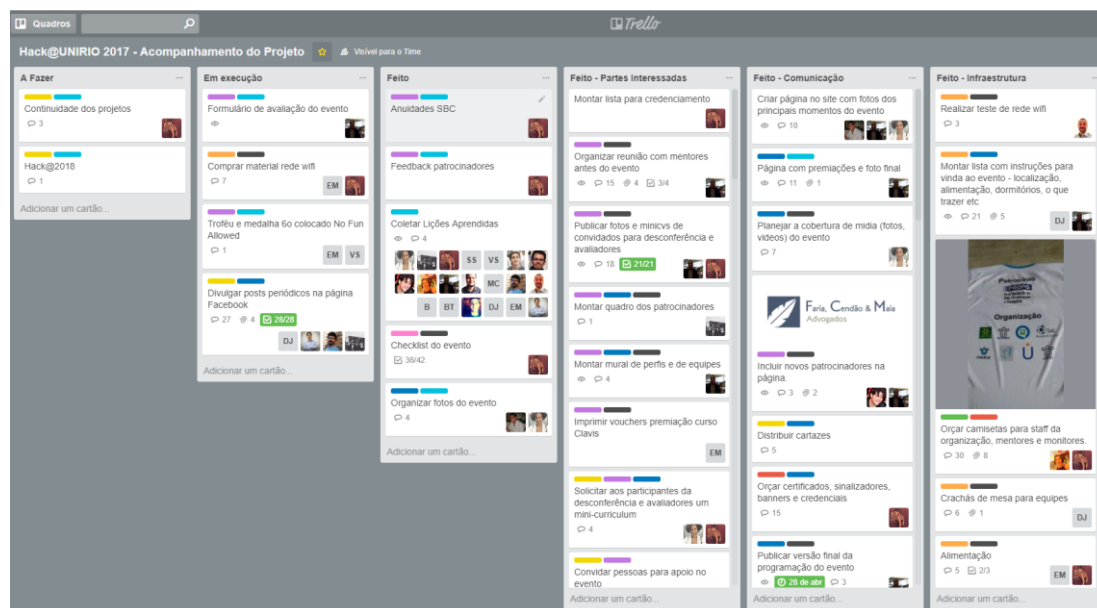 Quadros
Trello
Hack@UNIRIO 2017 - Acompanhamento do Projeto
Visível para o Time
A Fazer
Continuidade dos projetos
3
Hack@2018
1
Adicionar um cartão...
Em execução
Formulário de avaliação do evento
Comprar material rede wifi
7
EM
Troféu e medalha 6o colocado No Fun
Allowed
1
EM VS
Divulgar posts periódicos na página
Facebook
27 4 28/28
DJ
Adicionar um cartão...
Feito
Anuidades SBC
Feedback patrocinadores
Coletar Lições Aprendidas
4
SS VS
MC
B BT DJ EM
Checklist do evento
36/42
Organizar fotos do evento
4
Adicionar um cartão...
Feito - Partes Interessadas
Montar lista para credenciamento
Organizar reunião com mentores
antes do evento
15 4 3/4
Publicar fotos e minicvs de
convidados para desconferência e
avaliadores
18 21/21
Montar quadro dos patrocinadores
1
Montar mural de perfis e de equipes
4
Imprimir vouchers premiação curso
Clavis
EM
Solicitar aos participantes da
desconferência e avaliadores um
mini-curriculum
4
Convidar pessoas para apoio no
evento
Adicionar um cartão...
Feito - Comunicação
Criar página no site com fotos dos
principais momentos do evento
10
Página com premiações e foto final
11 1
Planejar a cobertura de midia (fotos,
videos) do evento
7
Faria, Cendão & Maia
Advogados
Incluir novos patrocinadores na
página.
3 2
Distribuir cartazes
5
Orçar certificados, sinalizadores,
banners e credenciais
15
Publicar versão final da
programação do evento
28 de abr 3
Adicionar um cartão...
Feito - Infraestrutura
Realizar teste de rede wifi
3
Montar lista com instruções para
vinda ao evento - localização,
alimentação, dormitórios, o que
trazer etc
21 5
DJ
Patrocínio
Organização
Orçar camisetas para staff da
organização, mentores e monitores.
30 8
Crachás de mesa para equipes
6 1
DJ
Alimentação
5 2/3
EM
Adicionar um cartão...